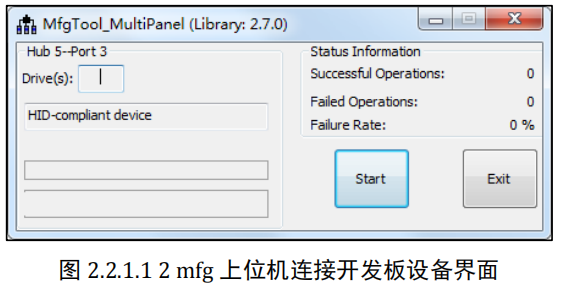 MfgTool_MultiPanel (Library: 2.7.0)
Hub 5--Port 3
Drive(s):
HID-compliant device
Status Information
Successful Operations: 0
Failed Operations: 0
Failure Rate: 0 %
Start
Exit
图 2.2.1.1 2 mfg 上位机连接开发板设备界面